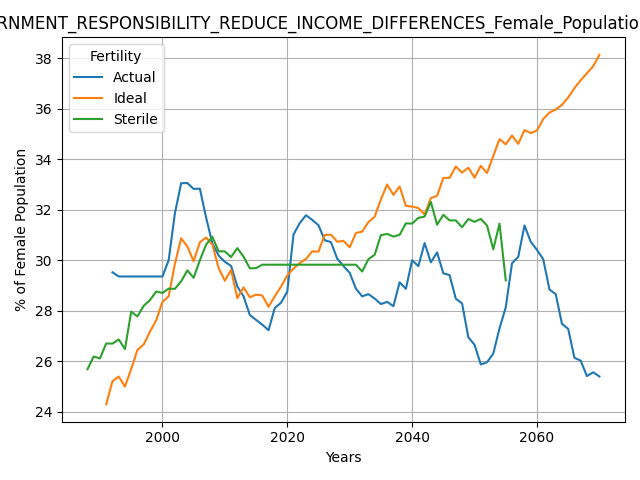 RNMENT_RESPONSIBILITY_REDUCE_INCOME_DIFFERENCES_Female_Populatio
Fertility
Actual
Ideal
Sterile
% of Female Population
38
36
34
32
30
28
26
24
2000 2020 2040 2060
Years